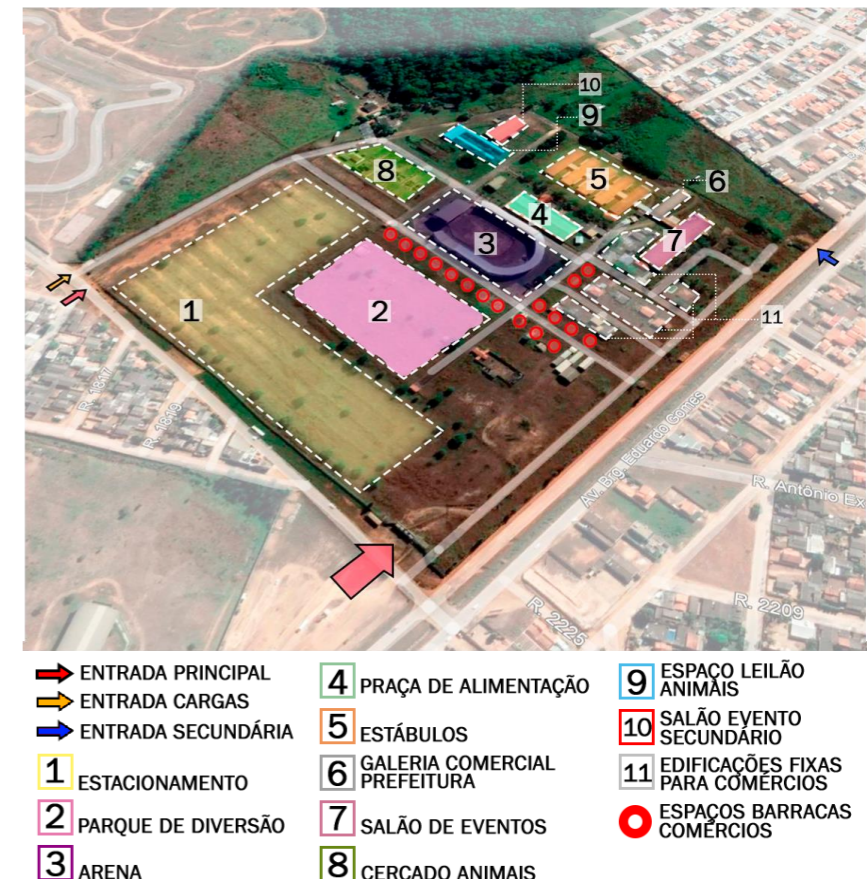 10
9
8
5
6
4
7
3
2
1
11
R. 1617
R. 1619
Av. Brg. Eduardo Gomes
R. Antônio Ex
R. 2209
R. 2225
ENTRADA PRINCIPAL
ENTRADA CARGAS
ENTRADA SECUNDÁRIA
1 ESTACIONAMENTO
2 PARQUE DE DIVERSÃO
3 ARENA
4 PRAÇA DE ALIMENTAÇÃO
5 ESTÁBULOS
6 GALERIA COMERCIAL
PREFEITURA
7 SALÃO DE EVENTOS
8 CERCADO ANIMAIS
9 ESPAÇO LEILÃO
ANIMAIS
10 SALÃO EVENTO
SECUNDÁRIO
11 EDIFICAÇÕES FIXAS
PARA COMÉRCIOS
ESPAÇOS BARRACAS
COMÉRCIOS